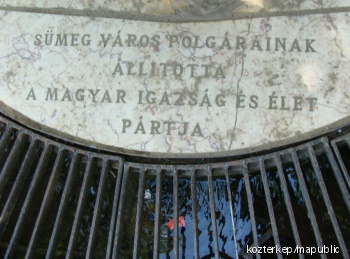 SÜMEG VÁROS POLGÁRAINAK
ÁLLÍTOTTA
A MAGYAR IGAZSÁG ÉS ÉLET
PÁRTJA
kozterkep/mapublic